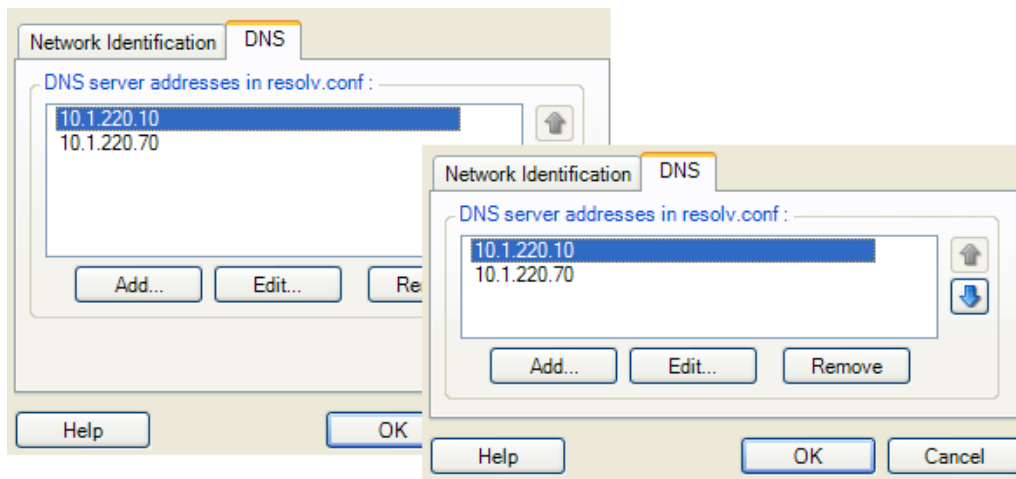 Network Identification DNS
DNS server addresses in resolv.conf :
10.1.220.10
10.1.220.70
Add... Edit... Re
Help OK
Network Identification DNS
DNS server addresses in resolv.conf :
10.1.220.10
10.1.220.70
Add... Edit... Remove
Help OK Cancel